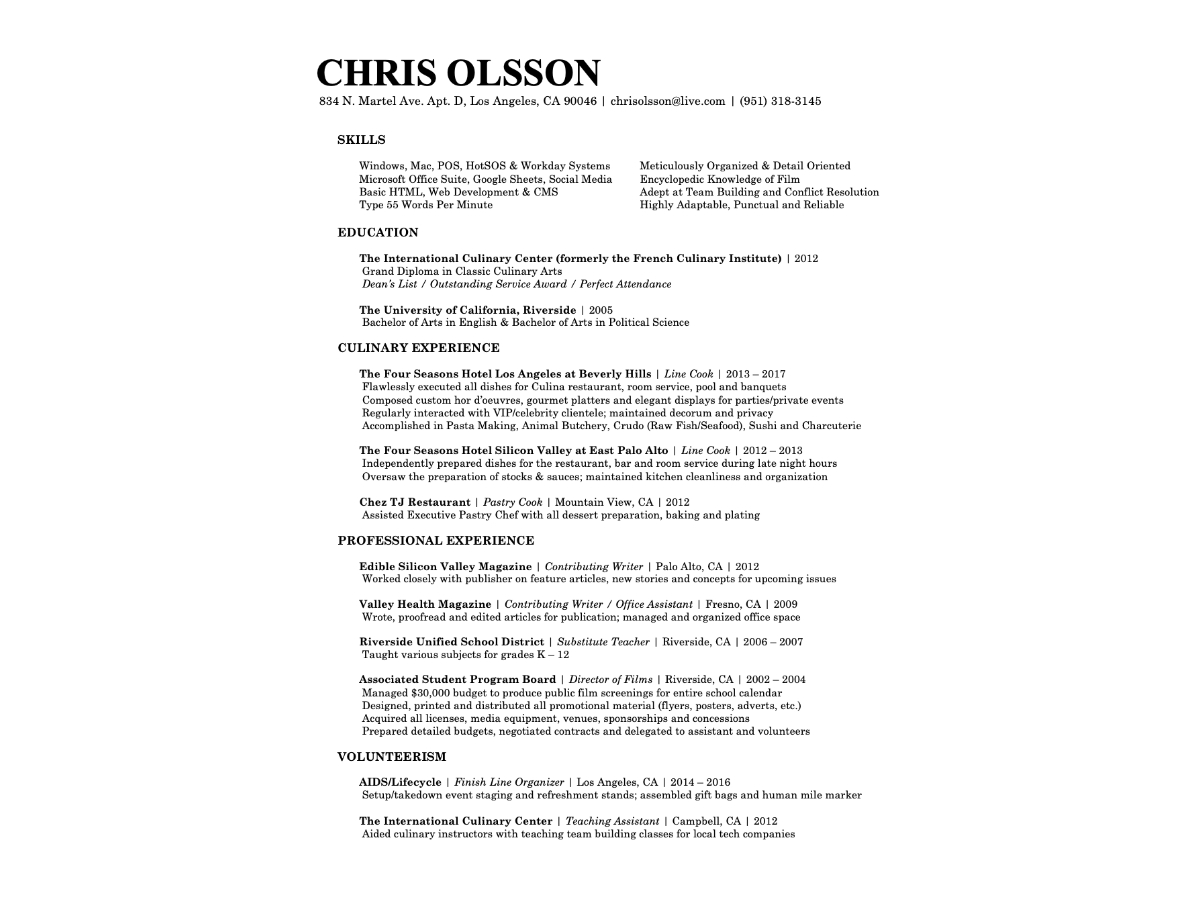 CHRIS OLSSON
834 N. Martel Ave. Apt. D, Los Angeles, CA 90046 | chrisolsson@live.com | (951) 318-3145
SKILLS
Windows, Mac, POS, HotSOS & Workday Systems
Microsoft Office Suite, Google Sheets, Social Media
Basic HTML, Web Development & CMS
Type 55 Words Per Minute
Meticulously Organized & Detail Oriented
Encyclopedic Knowledge of Film
Adept at Team Building and Conflict Resolution
Highly Adaptable, Punctual and Reliable
EDUCATION
The International Culinary Center (formerly the French Culinary Institute) | 2012
Grand Diploma in Classic Culinary Arts
Dean's List / Outstanding Service Award / Perfect Attendance
The University of California, Riverside | 2005
Bachelor of Arts in English & Bachelor of Arts in Political Science
CULINARY EXPERIENCE
The Four Seasons Hotel Los Angeles at Beverly Hills | Line Cook | 2013 – 2017
Flawlessly executed all dishes for Culina restaurant, room service, pool and banquets
Composed custom hor d'oeuvres, gourmet platters and elegant displays for parties/private events
Regularly interacted with VIP/celebrity clientele; maintained decorum and privacy
Accomplished in Pasta Making, Animal Butchery, Crudo (Raw Fish/Seafood), Sushi and Charcuterie
The Four Seasons Hotel Silicon Valley at East Palo Alto | Line Cook | 2012 – 2013
Independently prepared dishes for the restaurant, bar and room service during late night hours
Oversaw the preparation of stocks & sauces; maintained kitchen cleanliness and organization
Chez TJ Restaurant | Pastry Cook | Mountain View, CA | 2012
Assisted Executive Pastry Chef with all dessert preparation, baking and plating
PROFESSIONAL EXPERIENCE
Edible Silicon Valley Magazine | Contributing Writer | Palo Alto, CA | 2012
Worked closely with publisher on feature articles, new stories and concepts for upcoming issues
Valley Health Magazine | Contributing Writer / Office Assistant | Fresno, CA | 2009
Wrote, proofread and edited articles for publication; managed and organized office space
Riverside Unified School District | Substitute Teacher | Riverside, CA | 2006 – 2007
Taught various subjects for grades K – 12
Associated Student Program Board | Director of Films | Riverside, CA | 2002 – 2004
Managed $30,000 budget to produce public film screenings for entire school calendar
Designed, printed and distributed all promotional material (flyers, posters, adverts, etc.)
Acquired all licenses, media equipment, venues, sponsorships and concessions
Prepared detailed budgets, negotiated contracts and delegated to assistant and volunteers
VOLUNTEERISM
AIDS/Lifecycle | Finish Line Organizer | Los Angeles, CA | 2014 – 2016
Setup/takedown event staging and refreshment stands; assembled gift bags and human mile marker
The International Culinary Center | Teaching Assistant | Campbell, CA | 2012
Aided culinary instructors with teaching team building classes for local tech companies